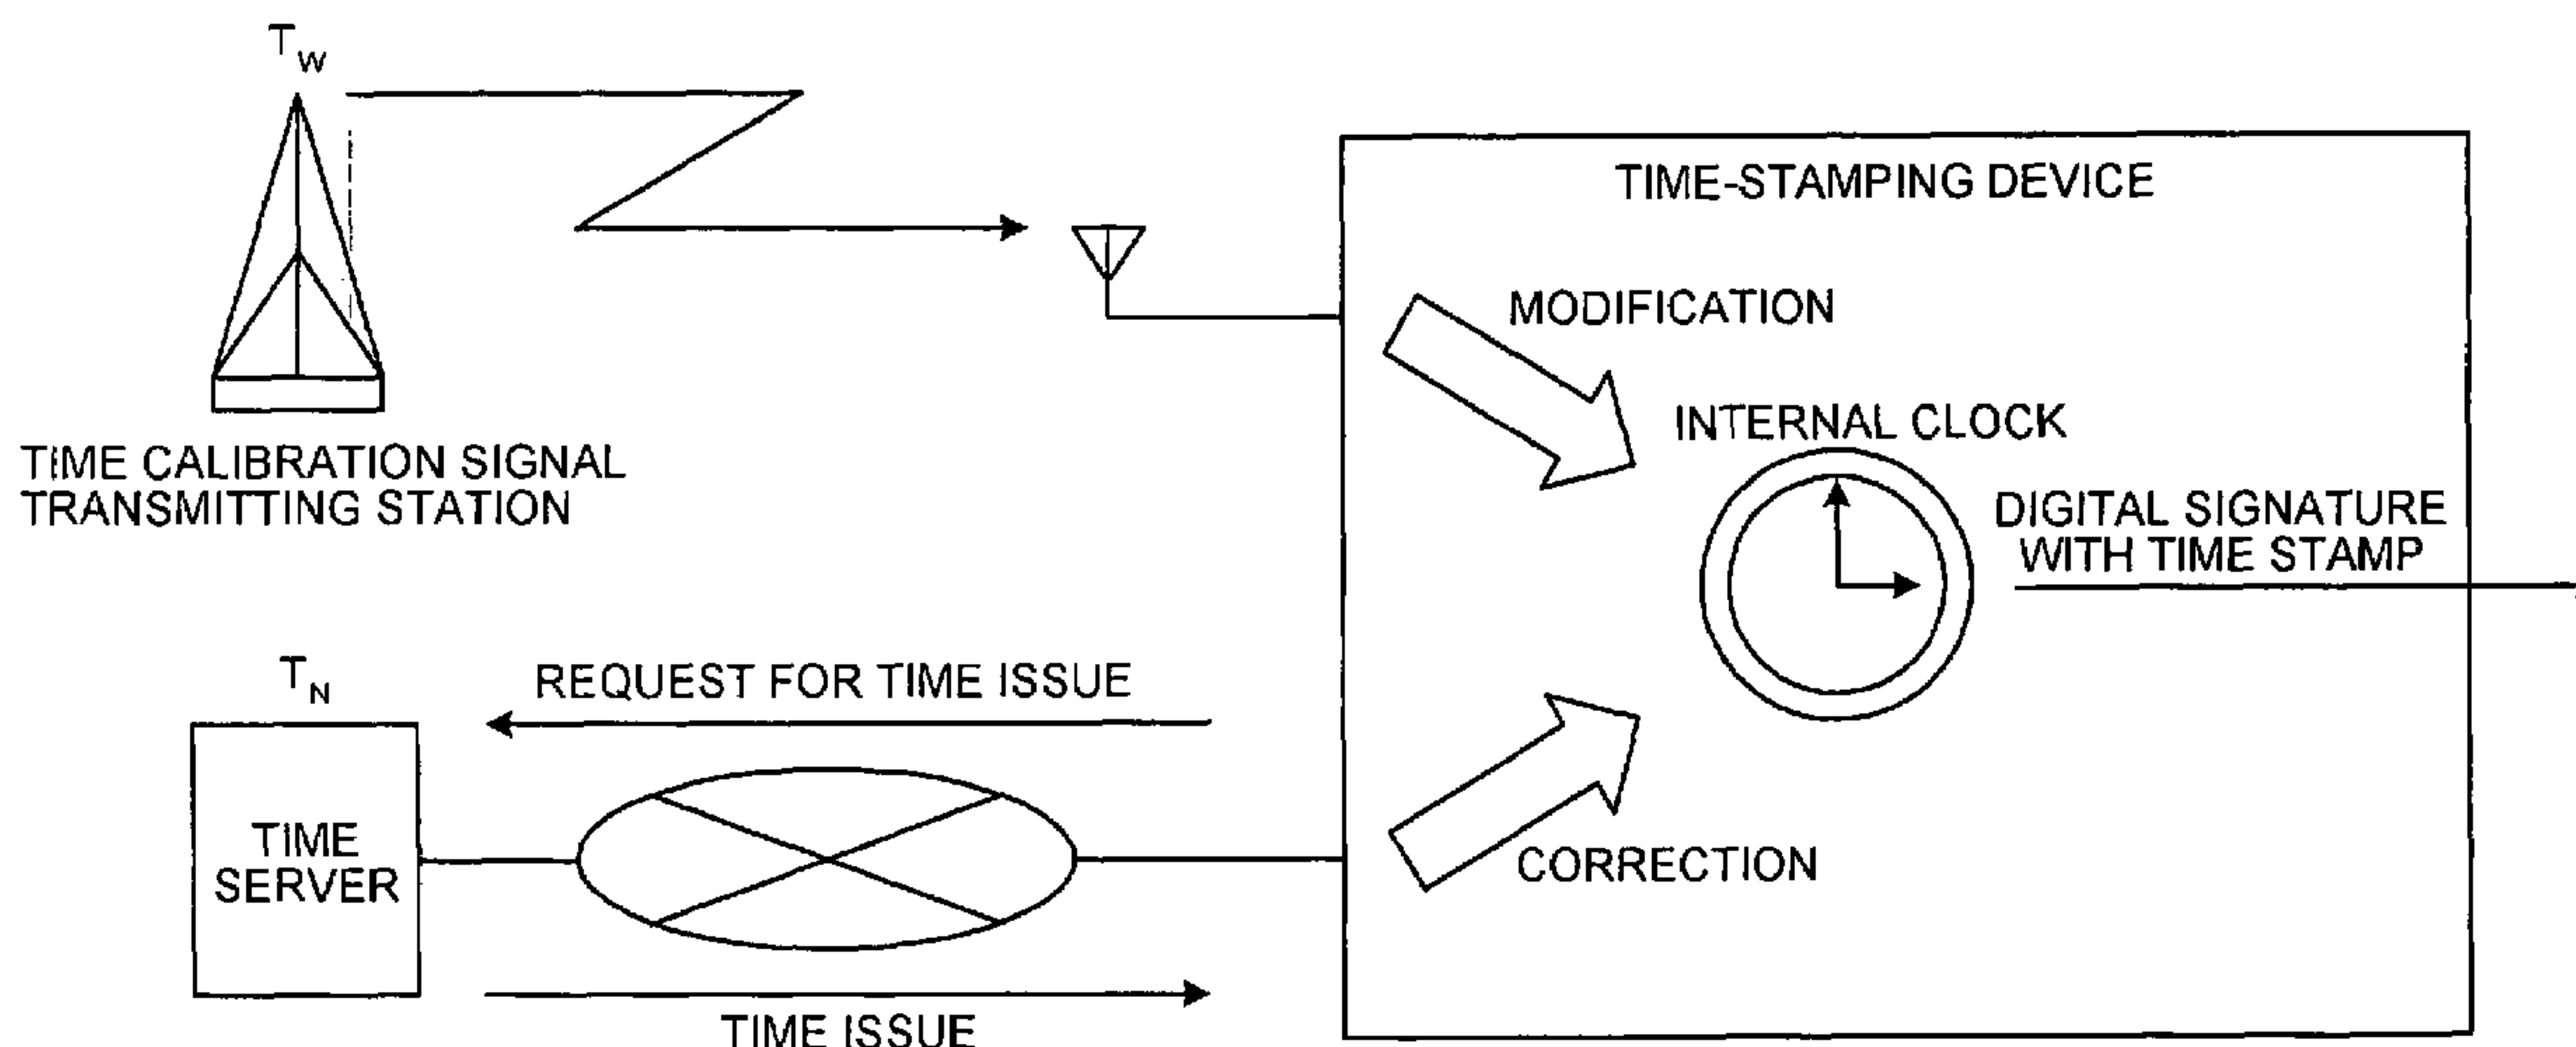 T_W
TIME-STAMPING DEVICE
MODIFICATION
INTERNAL CLOCK
TIME CALIBRATION SIGNAL
TRANSMITTING STATION
DIGITAL SIGNATURE
WITH TIME STAMP
T_N
REQUEST FOR TIME ISSUE
TIME
SERVER
CORRECTION
TIME ISSUE